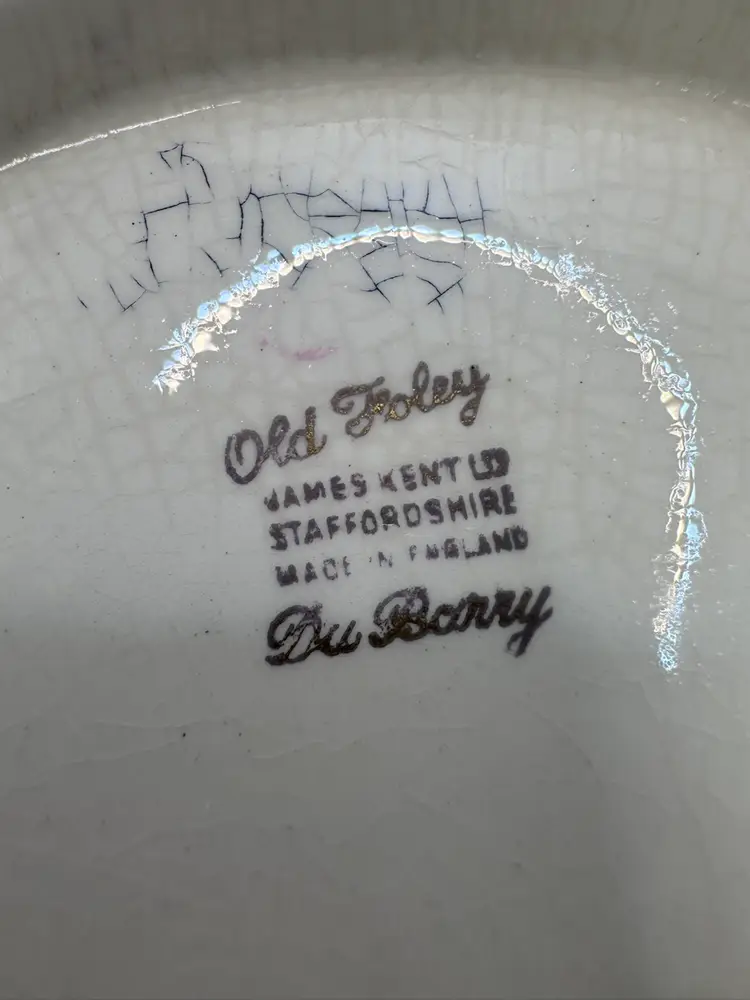 Old Foley
JAMES KENT LTD
STAFFORDSHIRE
MADE IN ENGLAND
Du Barry